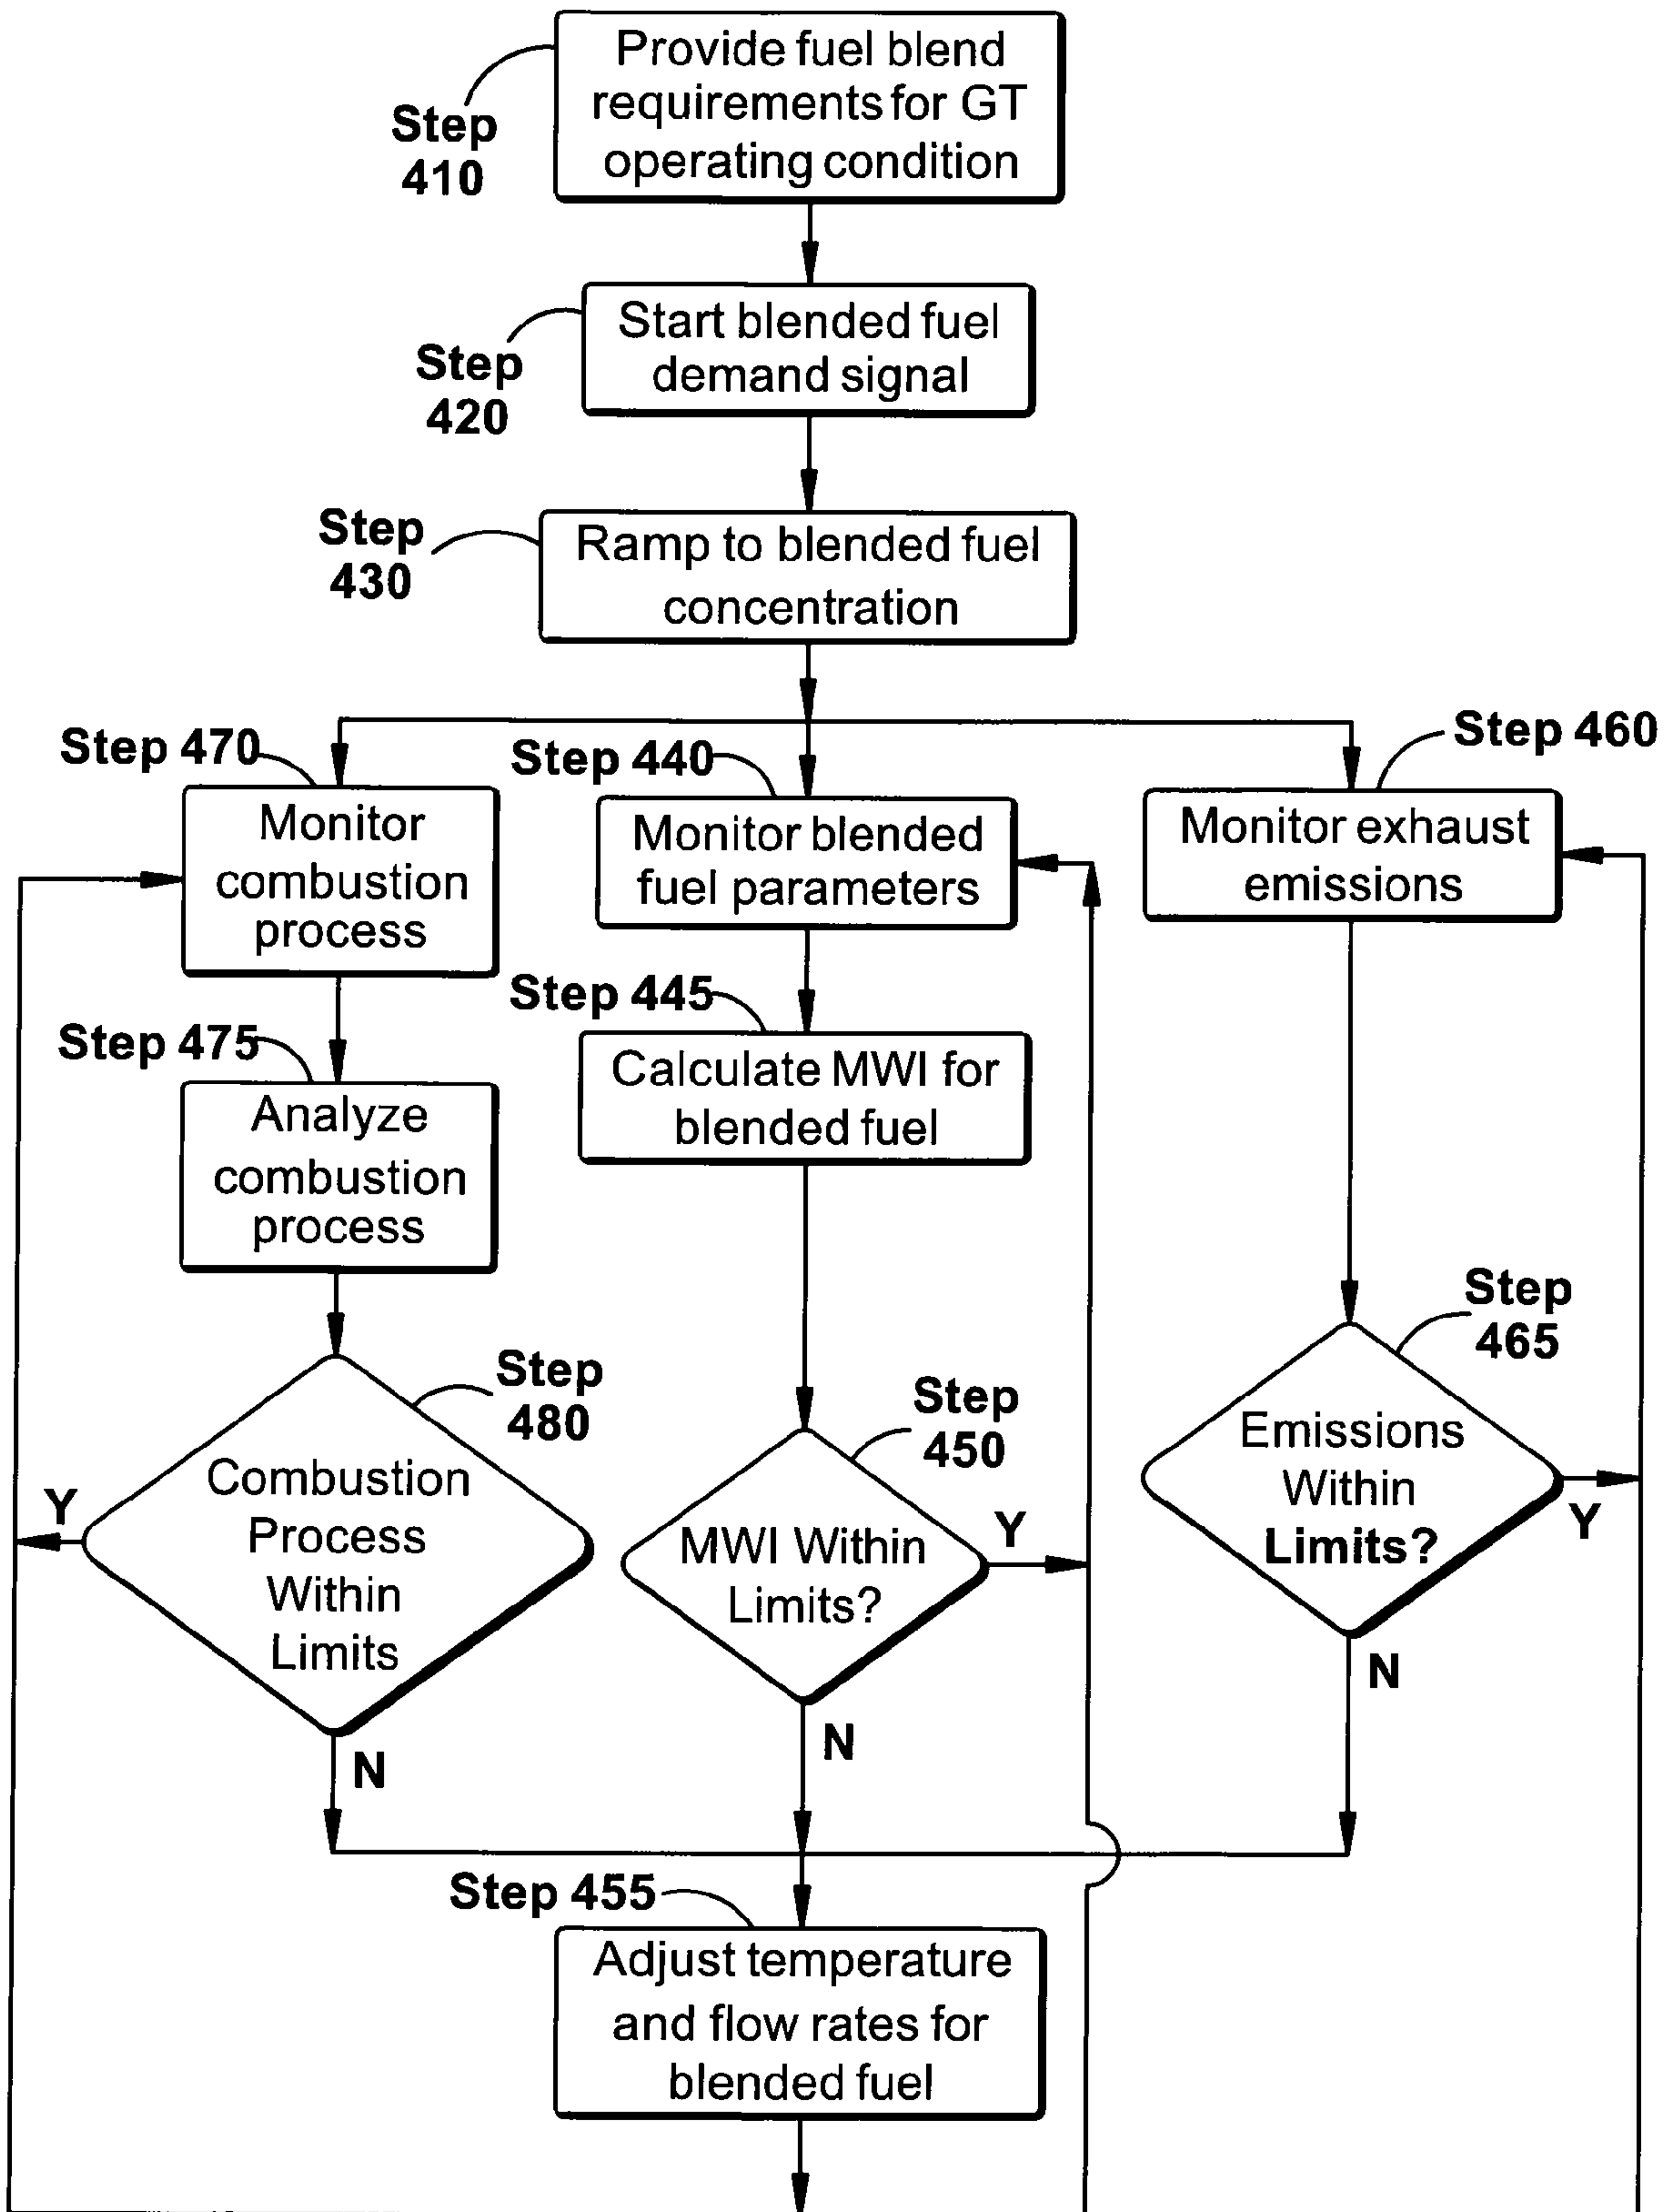 Provide fuel blend
requirements for GT
operating condition
Step
410
Start blended fuel
demand signal
Step
420
Step
430
Ramp to blended fuel
concentration
Step 470
Step 440
Step 460
Monitor
combustion
process
Monitor blended
fuel parameters
Monitor exhaust
emissions
Step 475
Step 445
Analyze
combustion
process
Calculate MWI for
blended fuel
Step
480
Step
450
Step
465
Combustion
Process
Within
Limits
Y
N
MWI Within
Limits?
Y
N
Emissions
Within
Limits?
Y
N
Step 455
Adjust temperature
and flow rates for
blended fuel